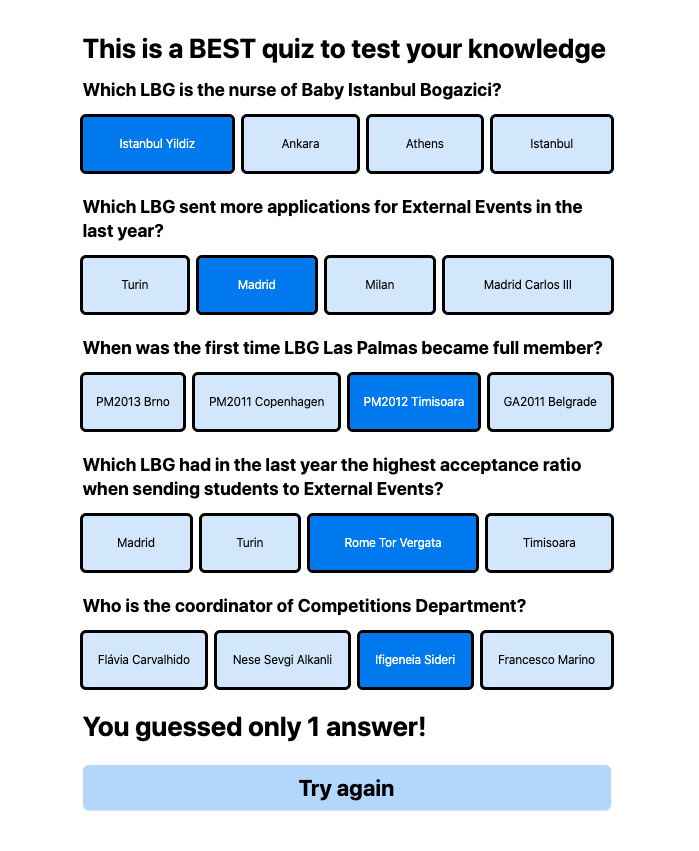 This is a BEST quiz to test your knowledge
Which LBG is the nurse of Baby Istanbul Bogazici?
Istanbul Yildiz Ankara Athens Istanbul
Which LBG sent more applications for External Events in the
last year?
Turin Madrid Milan Madrid Carlos III
When was the first time LBG Las Palmas became full member?
PM2013 Brno PM2011 Copenhagen PM2012 Timisoara GA2011 Belgrade
Which LBG had in the last year the highest acceptance ratio
when sending students to External Events?
Madrid Turin Rome Tor Vergata Timisoara
Who is the coordinator of Competitions Department?
Flávia Carvalhido Nese Sevgi Alkanli Ifigeneia Sideri Francesco Marino
You guessed only 1 answer!
Try again